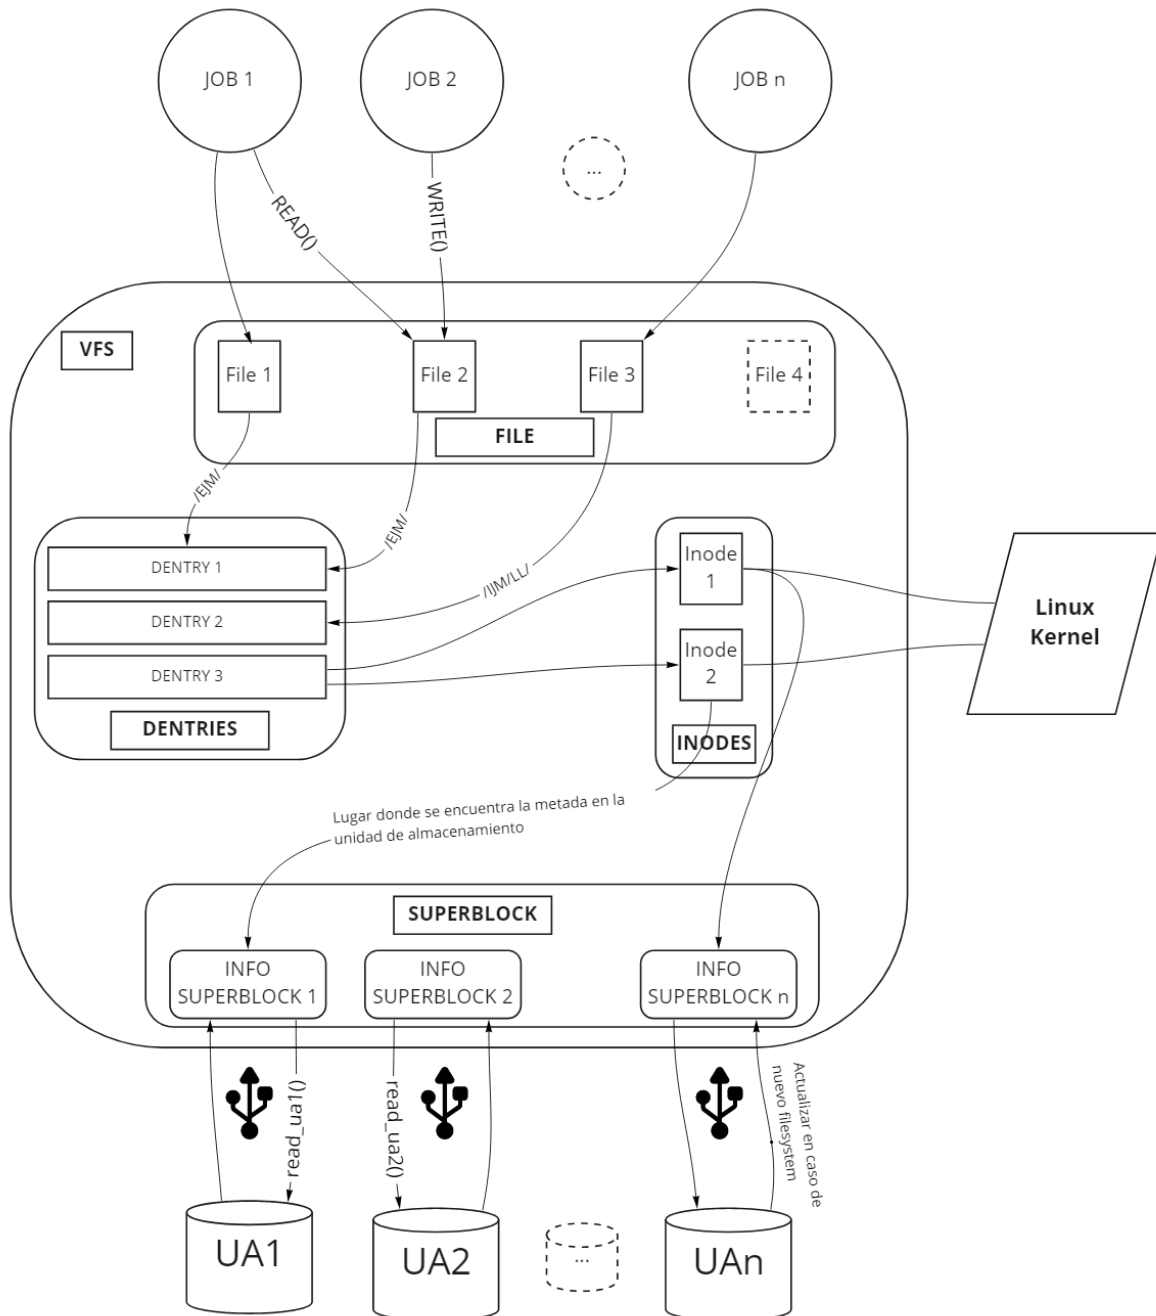 JOB 1
JOB 2
JOB n
...
READ()
WRITE()
VFS
File 1
File 2
File 3
File 4
FILE
/EJM/
/EJM/
/IJM/LL/
DENTRY 1
DENTRY 2
DENTRY 3
DENTRIES
Inode
1
Inode
2
INODES
Linux
Kernel
Lugar donde se encuentra la metada en la
unidad de almacenamiento
SUPERBLOCK
INFO
SUPERBLOCK 1
INFO
SUPERBLOCK 2
INFO
SUPERBLOCK n
read_ua1()
read_ua2()
Actualizar en caso de
nuevo filesystem
UA1
UA2
...
UAn